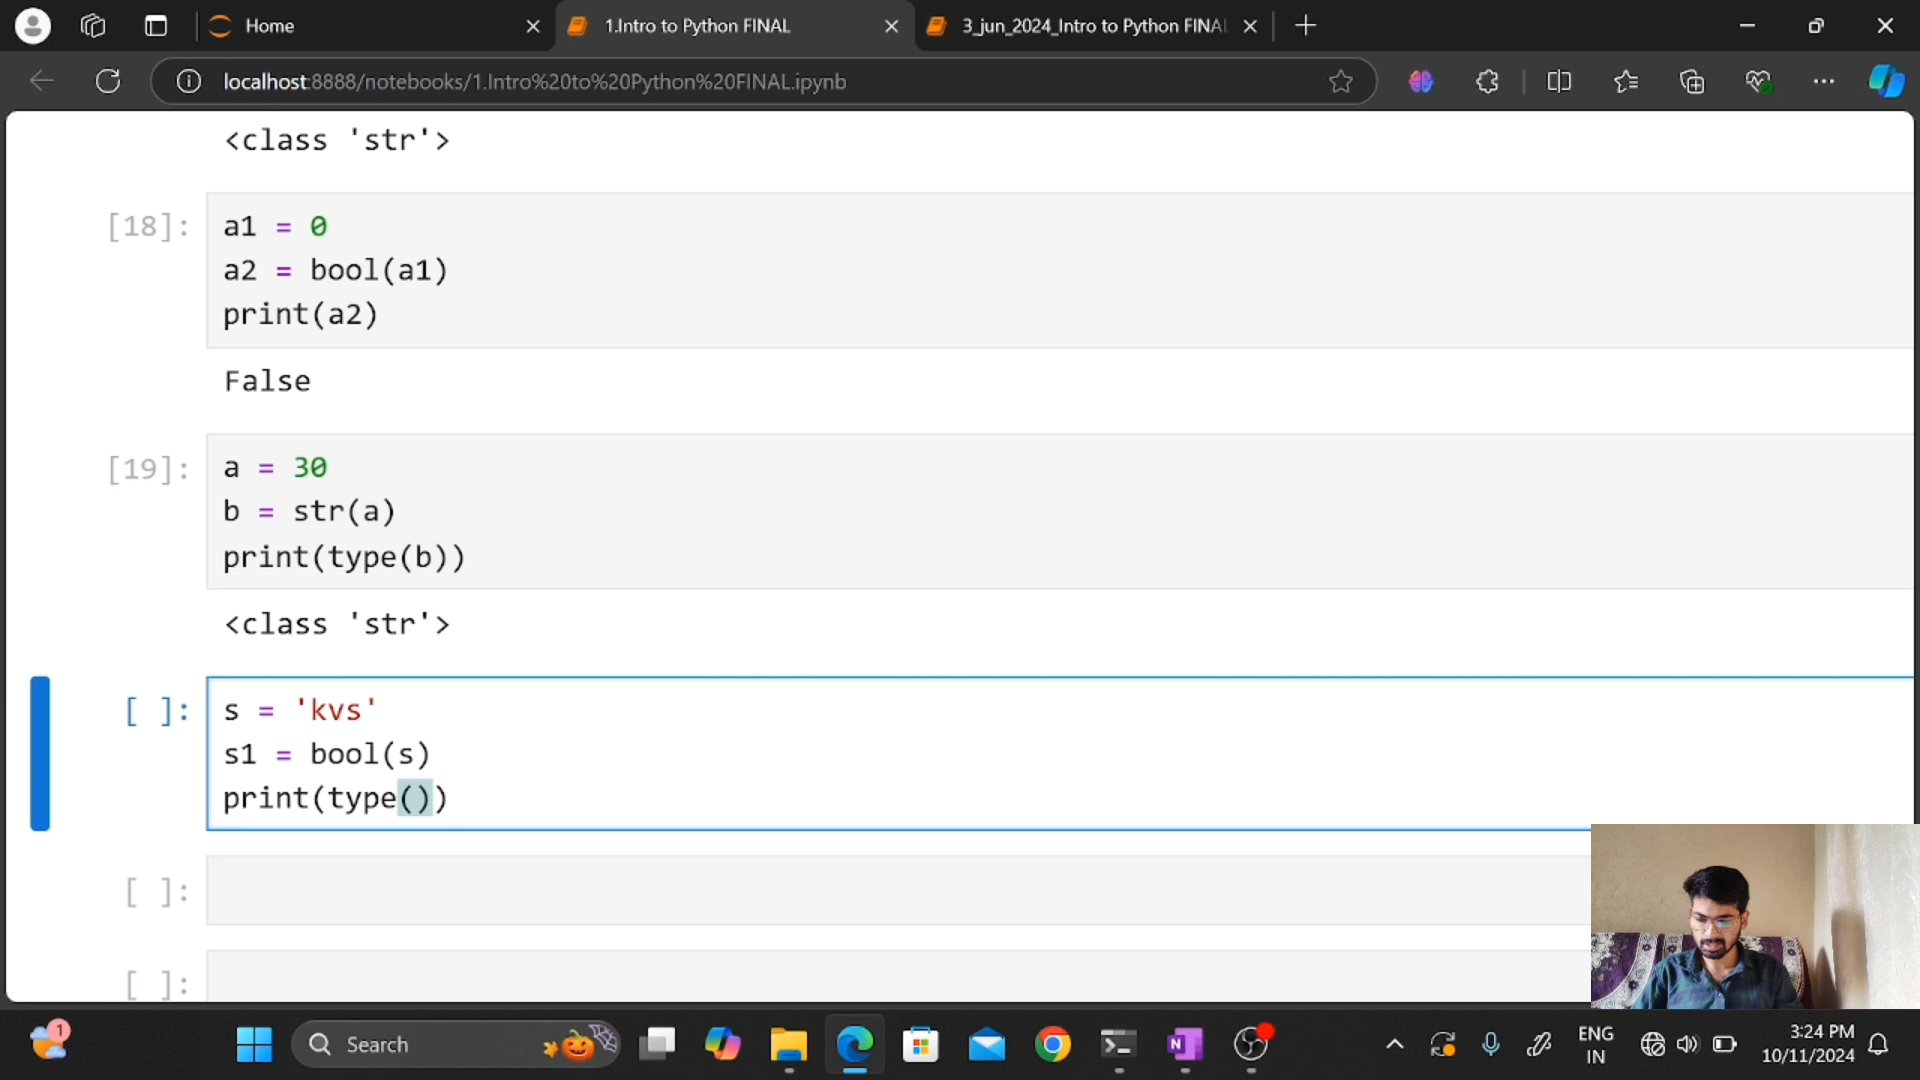 Home
1.Intro to Python FINAL
3_jun_2024_Intro to Python FINAL
localhost:8888/notebooks/1.Intro%20to%20Python%20FINAL.ipynb
<class 'str'>
[18]:
a1 = 0
a2 = bool(a1)
print(a2)
False
[19]:
a = 30
b = str(a)
print(type(b))
<class 'str'>
[ ]:
s = 'kvs'
s1 = bool(s)
print(type())
[ ]:
[ ]:
1
Search
ENG
IN
3:24 PM
10/11/2024